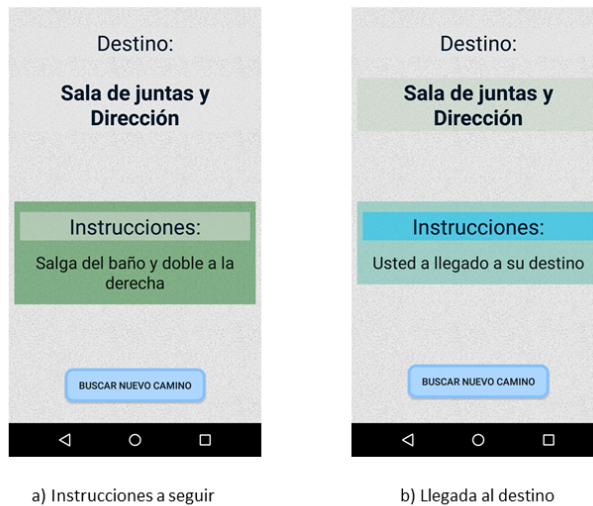 Destino:
Sala de juntas y
Dirección
Instrucciones:
Salga del baño y doble a la
derecha
BUSCAR NUEVO CAMINO
a) Instrucciones a seguir
Destino:
Sala de juntas y
Dirección
Instrucciones:
Usted a llegado a su destino
BUSCAR NUEVO CAMINO
b) Llegada al destino